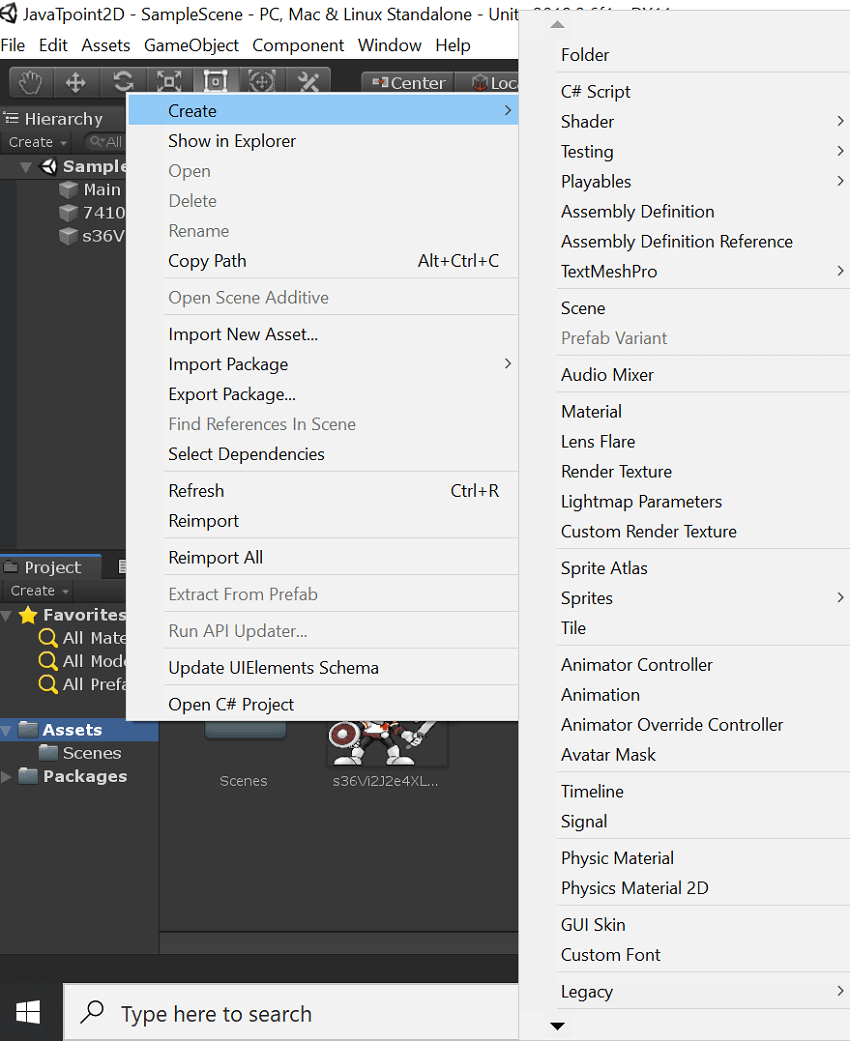 JavaTpoint2D - SampleScene - PC, Mac & Linux Standalone - Unit
File Edit Assets GameObject Component Window Help
Center Loc
Hierarchy
Create All
Sample
Main
7410
s36V
Create
Show in Explorer
Open
Delete
Rename
Copy Path Alt+Ctrl+C
Open Scene Additive
Import New Asset...
Import Package
Export Package...
Find References In Scene
Select Dependencies
Refresh Ctrl+R
Reimport
Reimport All
Extract From Prefab
Run API Updater...
Update UIElements Schema
Open C# Project
Folder
C# Script
Shader
Testing
Playables
Assembly Definition
Assembly Definition Reference
TextMeshPro
Scene
Prefab Variant
Audio Mixer
Material
Lens Flare
Render Texture
Lightmap Parameters
Custom Render Texture
Sprite Atlas
Sprites
Tile
Animator Controller
Animation
Animator Override Controller
Avatar Mask
Timeline
Signal
Physic Material
Physics Material 2D
GUI Skin
Custom Font
Legacy
Project
Create
Favorites
All Mate
All Mode
All Prefa
Assets
Scenes
Packages
Scenes
s36Vi2J2e4XL...
Type here to search